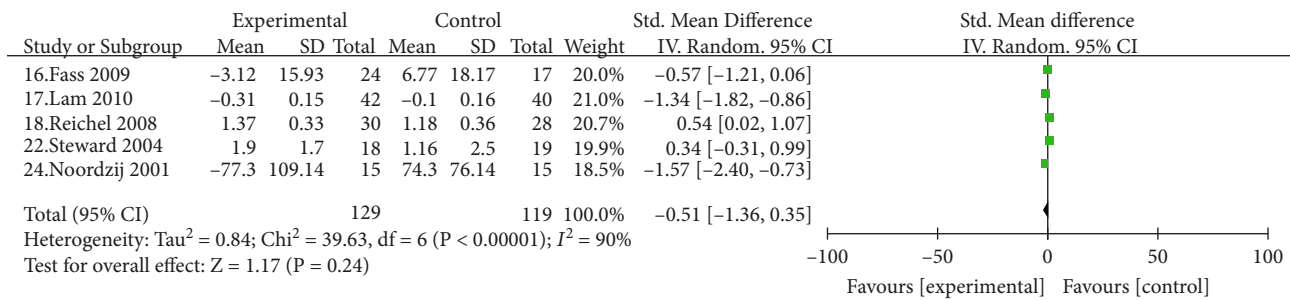 Experimental Control Std. Mean Difference Std. Mean difference
Study or Subgroup Mean SD Total Mean SD Total Weight IV. Random. 95% CI IV. Random. 95% CI
16.Fass 2009 –3.12 15.93 24 6.77 18.17 17 20.0% –0.57 [–1.21, 0.06]
17.Lam 2010 –0.31 0.15 42 –0.1 0.16 40 21.0% –1.34 [–1.82, –0.86]
18.Reichel 2008 1.37 0.33 30 1.18 0.36 28 20.7% 0.54 [0.02, 1.07]
22.Steward 2004 1.9 1.7 18 1.16 2.5 19 19.9% 0.34 [–0.31, 0.99]
24.Noordzij 2001 –77.3 109.14 15 74.3 76.14 15 18.5% –1.57 [–2.40, –0.73]
Total (95% CI) 129 119 100.0% –0.51 [–1.36, 0.35]
Heterogeneity: Tau² = 0.84; Chi² = 39.63, df = 6 (P < 0.00001); I² = 90%
Test for overall effect: Z = 1.17 (P = 0.24)
–100 –50 0 50 100
Favours [experimental] Favours [control]